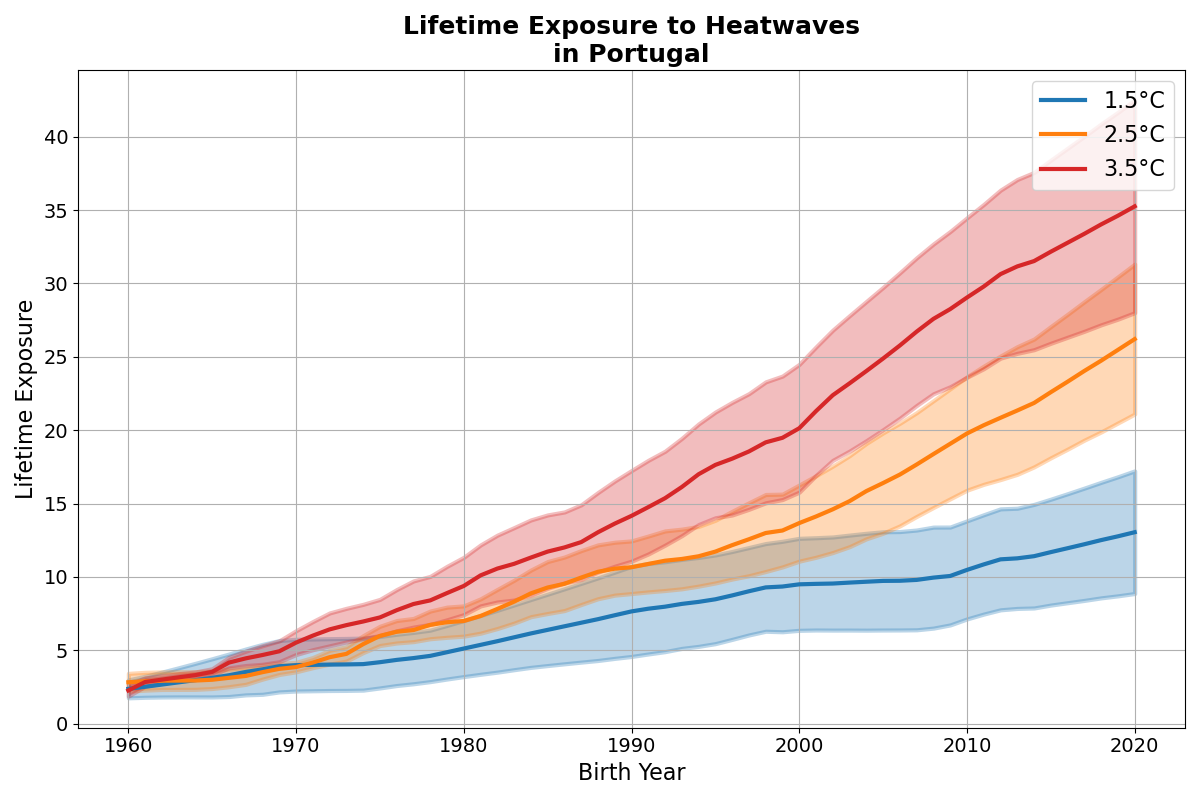 Lifetime Exposure to Heatwaves
in Portugal
1.5°C
2.5°C
3.5°C
Lifetime Exposure
40
35
30
25
20
15
10
5
0
1960 1970 1980 1990 2000 2010 2020
Birth Year